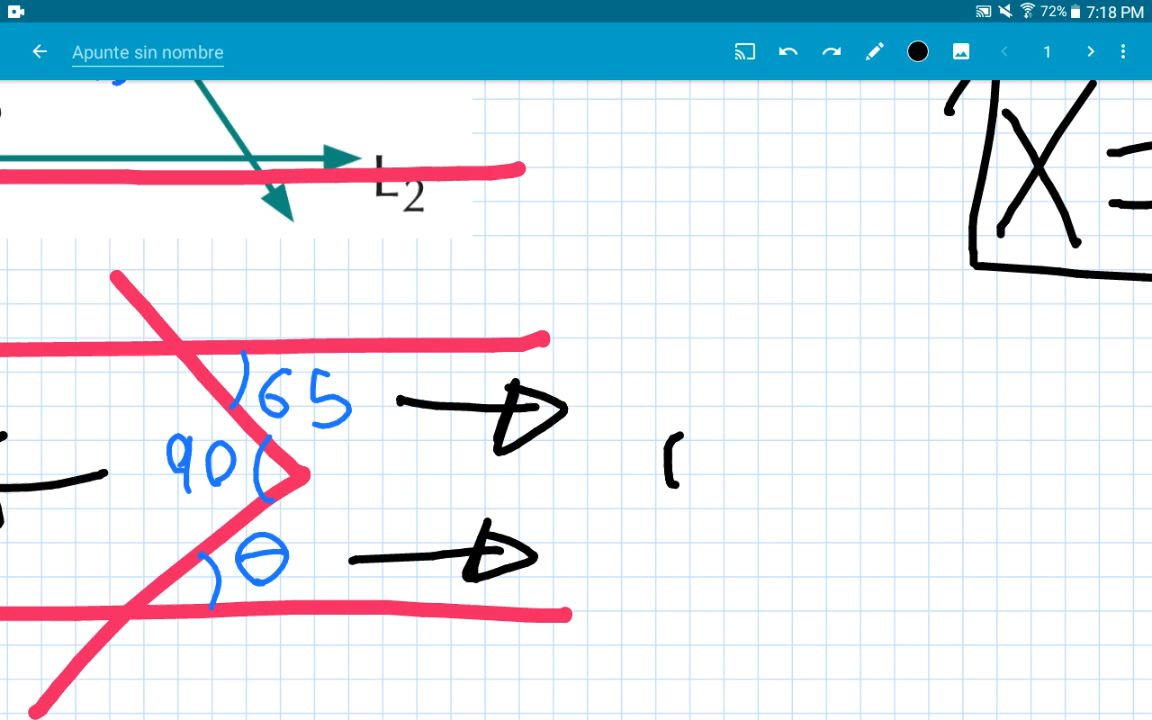 72% 7:18 PM
Apunte sin nombre
1
L2
X =
65
90
θ
(